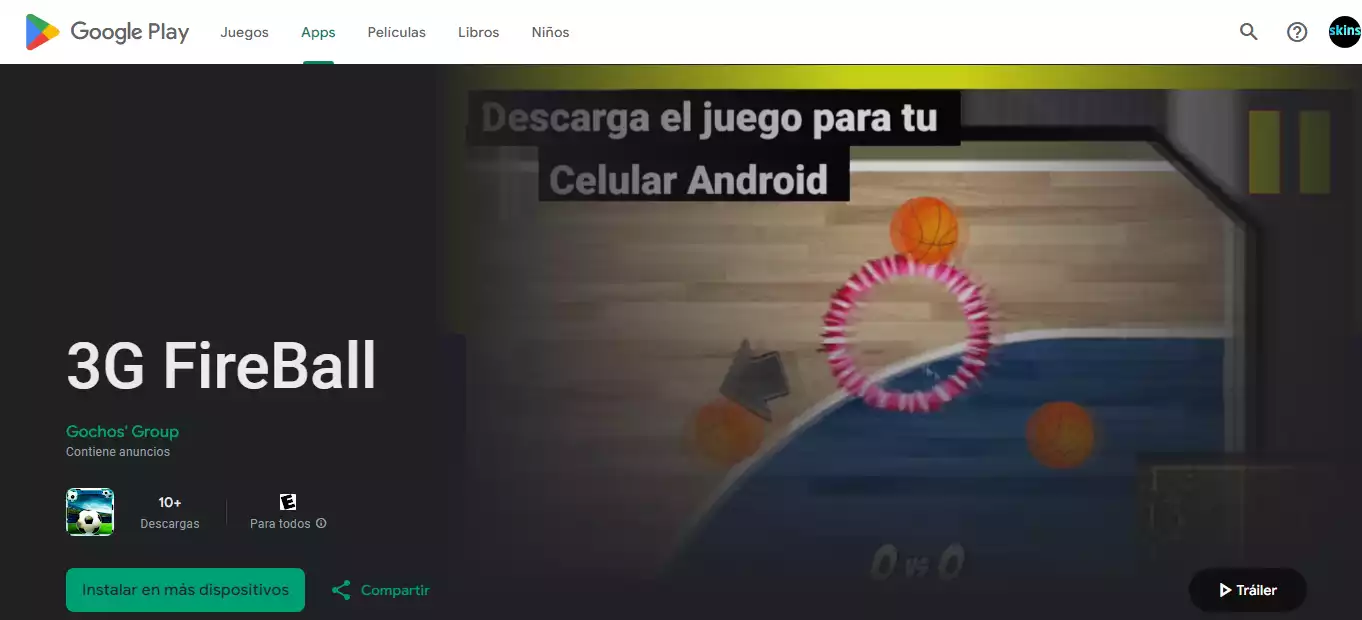 Google Play
Juegos
Apps
Películas
Libros
Niños
skins
Descarga el juego para tu
Celular Android
3G FireBall
Gochos' Group
Contiene anuncios
10+
Descargas
E
Para todos
0 vs 0
Instalar en más dispositivos
Compartir
Tráiler